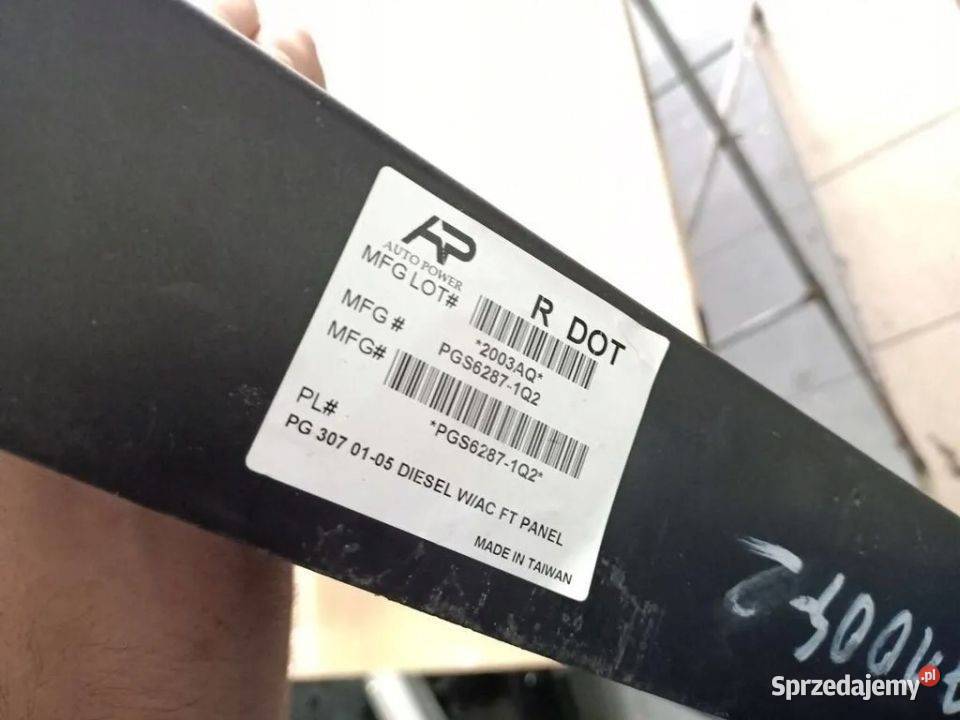 AP
AUTO POWER
R DOT
MFG LOT#
*2003AQ*
MFG # PGS6287-1Q2
MFG#
*PGS6287-1Q2*
PL#
PG 307 01-05 DIESEL W/AC FT PANEL
MADE IN TAIWAN
Sprzedajemy.pl